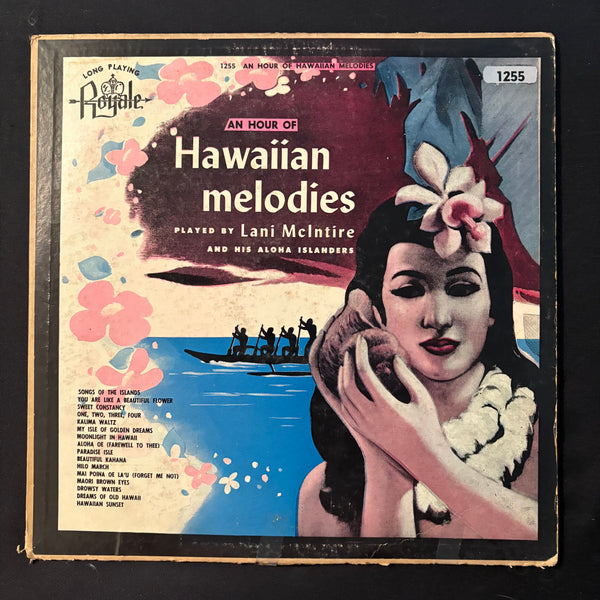 LONG PLAYING
Royale
1255 AN HOUR OF HAWAIIAN MELODIES
1255
AN HOUR OF
Hawaiian
melodies
PLAYED BY Lani McIntire
AND HIS ALOHA ISLANDERS
SONGS OF THE ISLANDS
YOU ARE LIKE A BEAUTIFUL FLOWER
SWEET CONSTANCY
ONE, TWO, THREE, FOUR
KALIMA WALTZ
MY ISLE OF GOLDEN DREAMS
MOONLIGHT IN HAWAII
ALOHA OE (FAREWELL TO THEE)
PARADISE ISLE
BEAUTIFUL KAHANA
HILO MARCH
MAI POINA OE LA'U (FORGET ME NOT)
MAORI BROWN EYES
DROWSY WATERS
DREAMS OF OLD HAWAII
HAWAIIAN SUNSET